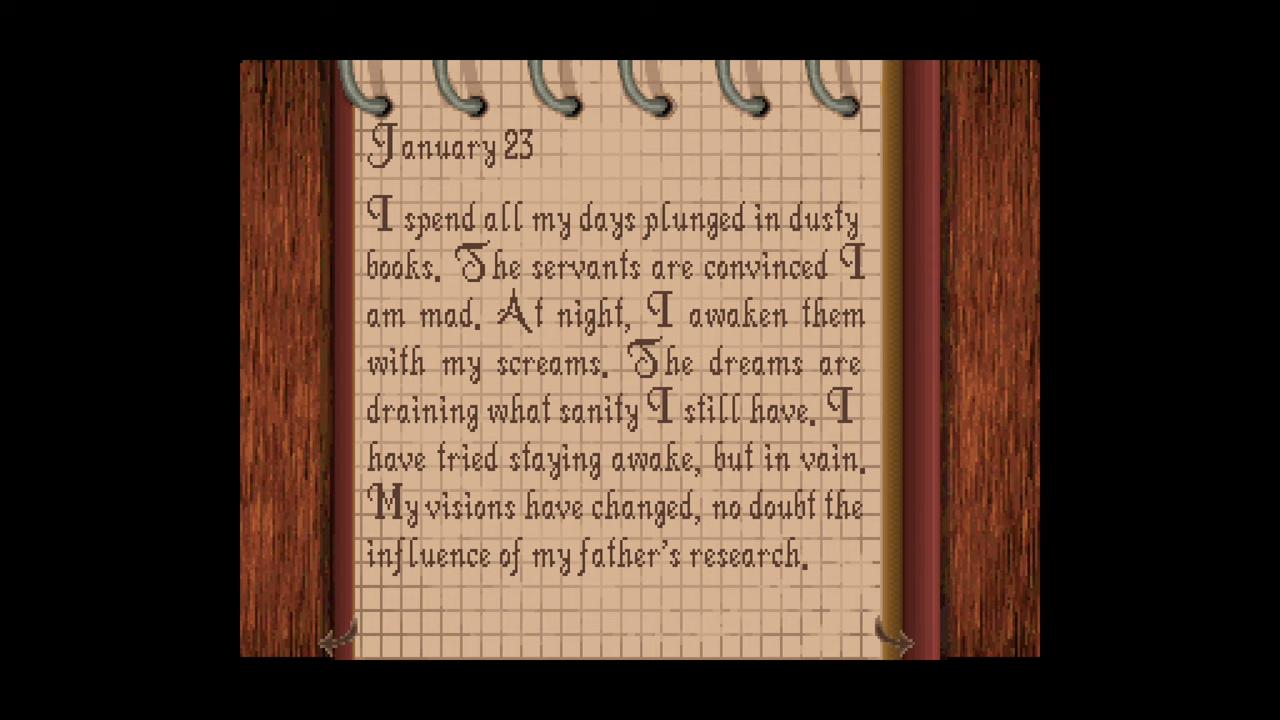 January 23
I spend all my days plunged in dusty
books. The servants are convinced I
am mad. At night, I awaken them
with my screams. The dreams are
draining what sanity I still have. I
have tried staying awake, but in vain.
My visions have changed, no doubt the
influence of my father's research.